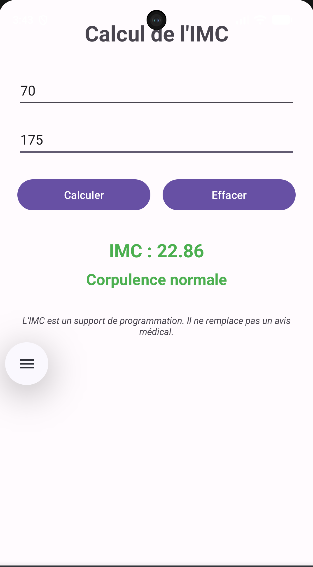 Calcul de l'IMC
70
175
Calculer
Effacer
IMC : 22.86
Corpulence normale
L'IMC est un support de programmation. Il ne remplace pas un avis
médical.